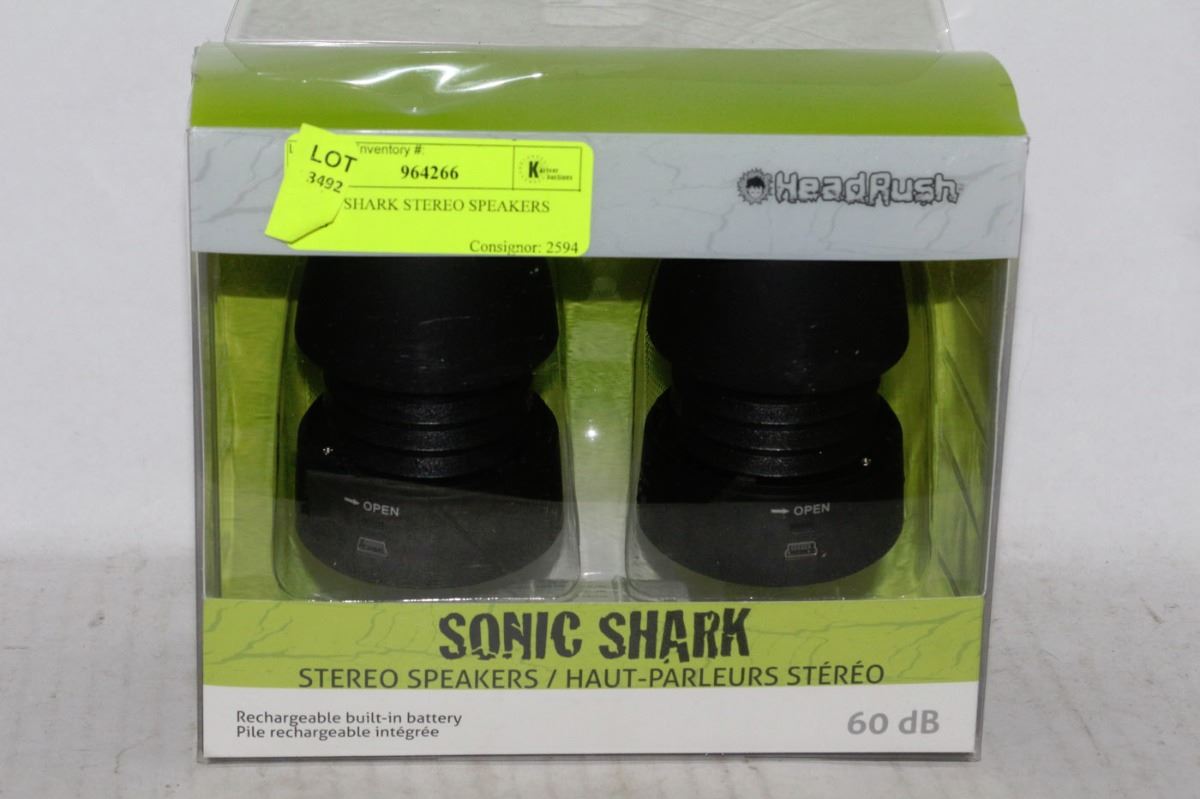 LOT
3492
nventory #:
964266
SHARK STEREO SPEAKERS
Consignor: 2594
HeadRush
OPEN
OPEN
SONIC SHARK
STEREO SPEAKERS / HAUT-PARLEURS STÉRÉO
Rechargeable built-in battery
Pile rechargeable intégrée
60 dB